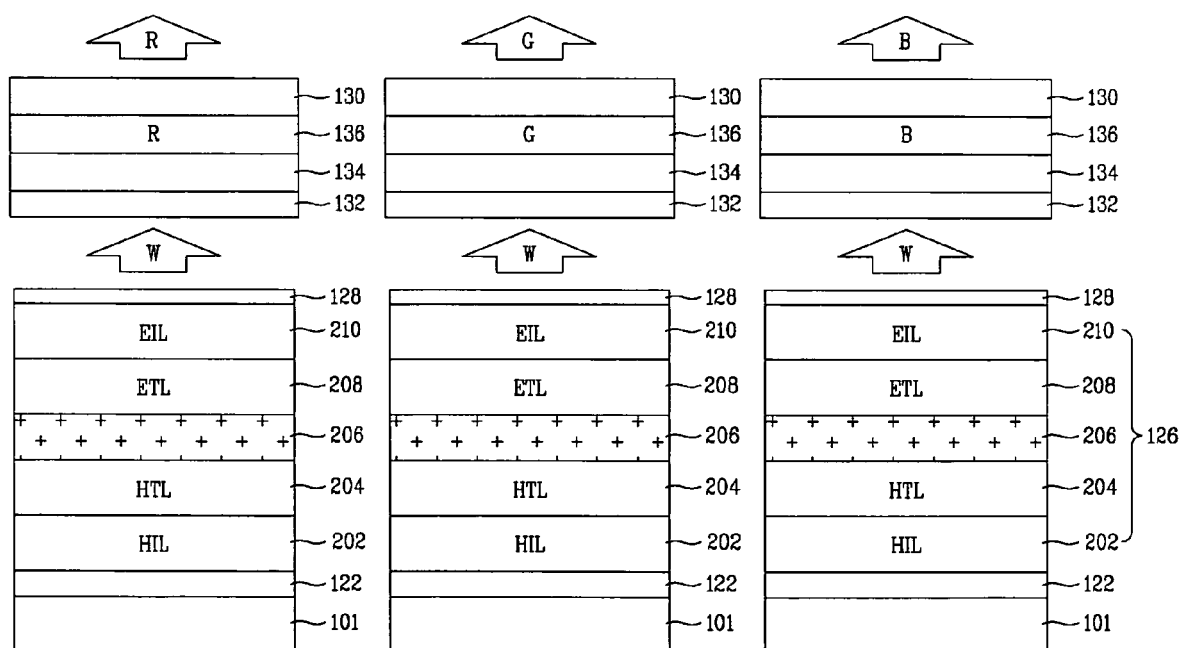 R G B
130 130 130
R 136 G 136 B 136
134 134 134
132 132 132
W W W
128 128 128
EIL 210 EIL 210 EIL 210
ETL 208 ETL 208 ETL 208
206 206 206 126
HTL 204 HTL 204 HTL 204
HIL 202 HIL 202 HIL 202
122 122 122
101 101 101